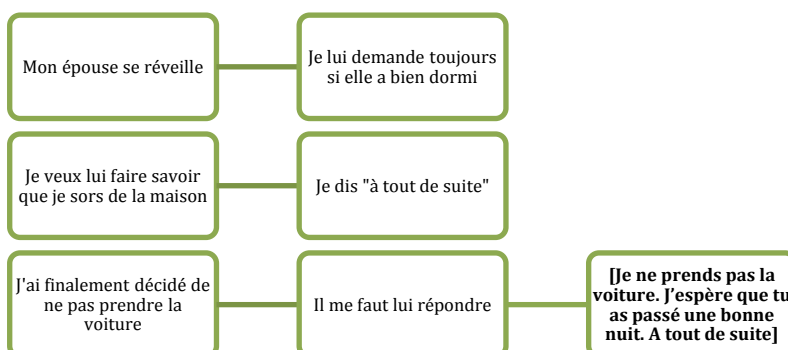 Mon épouse se réveille
Je lui demande toujours
si elle a bien dormi
Je veux lui faire savoir
que je sors de la maison
Je dis "à tout de suite"
J'ai finalement décidé de
ne pas prendre la
voiture
Il me faut lui répondre
[Je ne prends pas la
voiture. J’espère que tu
as passé une bonne
nuit. A tout de suite]